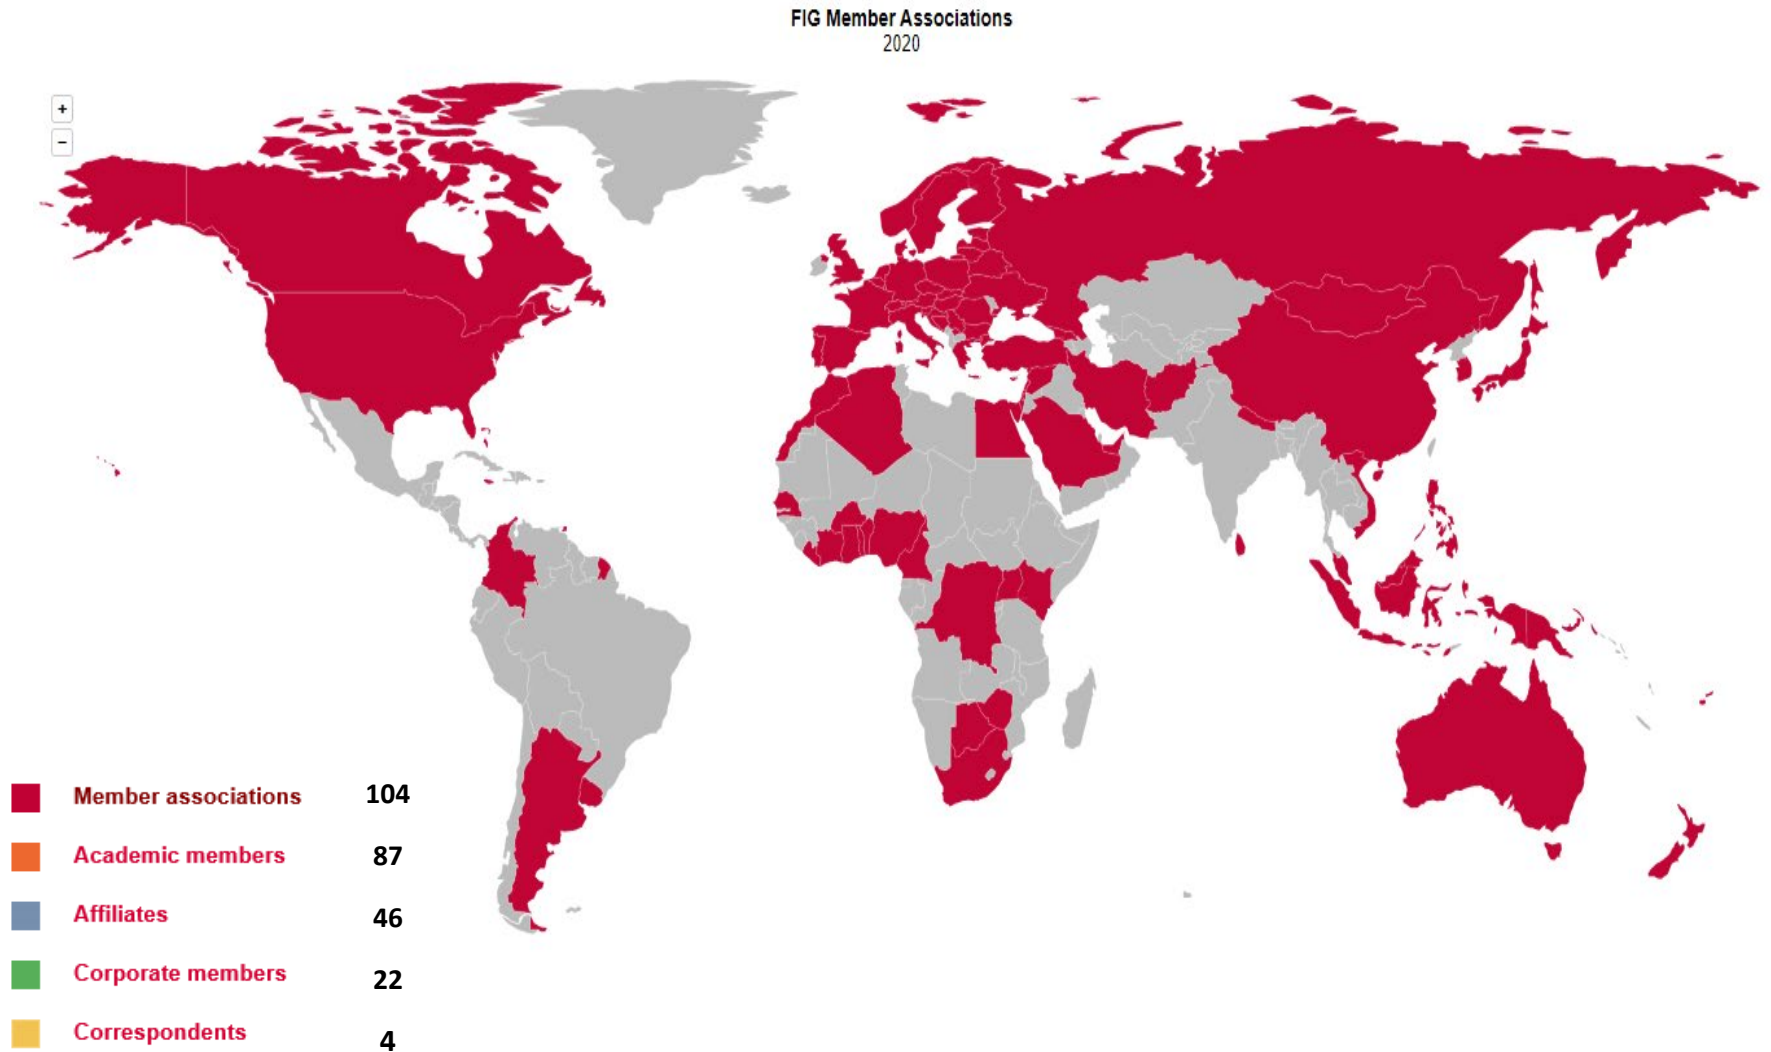 FIG Member Associations
2020
+
−
Member associations 104
Academic members 87
Affiliates 46
Corporate members 22
Correspondents 4